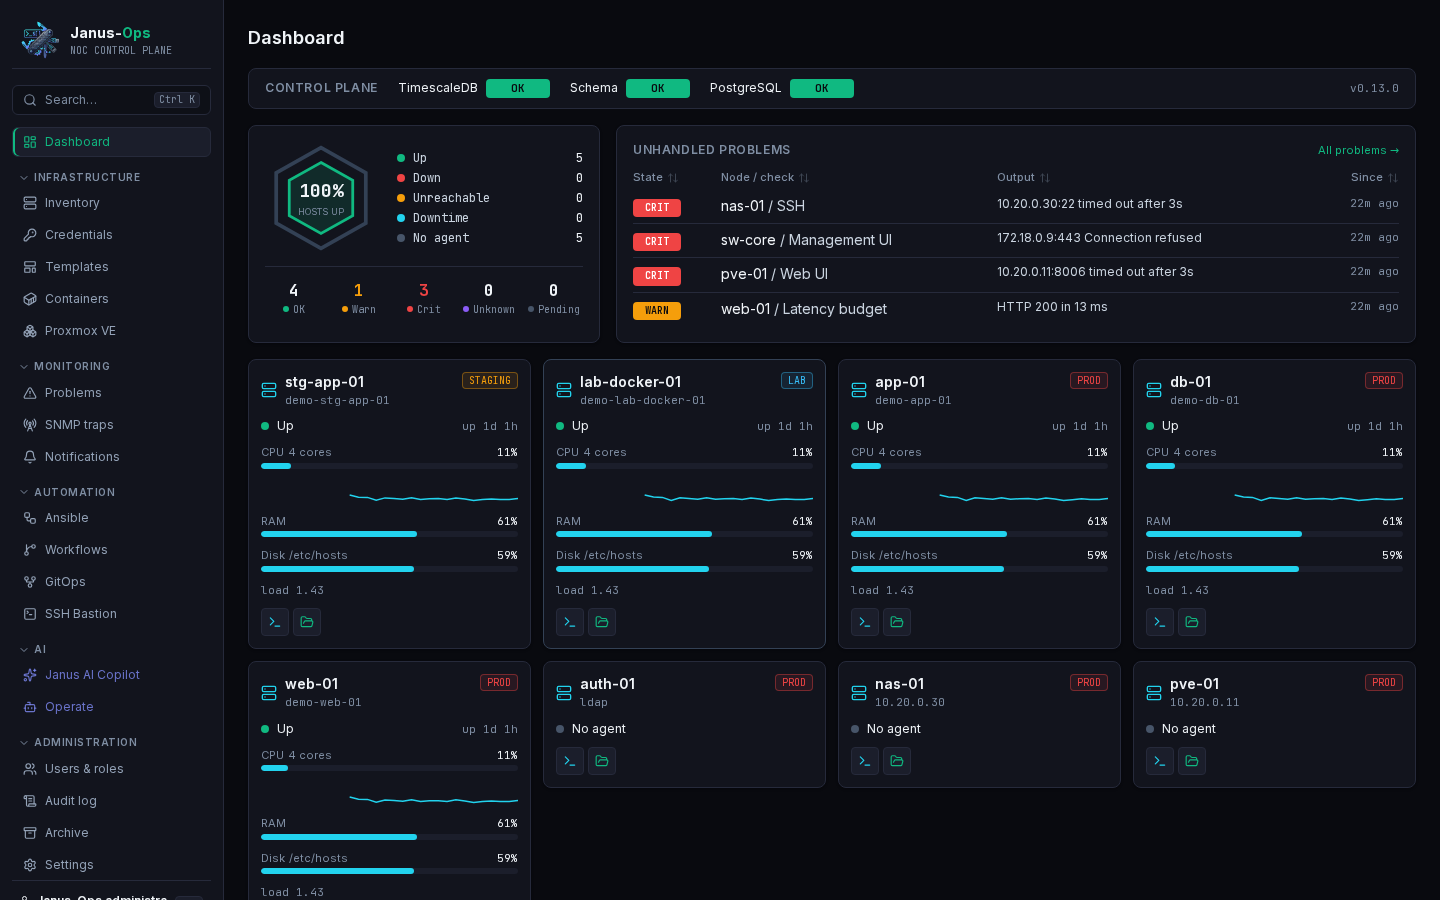 Janus-Ops
NOC CONTROL PLANE
Search... Ctrl K
Dashboard
INFRASTRUCTURE
Inventory
Credentials
Templates
Containers
Proxmox VE
MONITORING
Problems
SNMP traps
Notifications
AUTOMATION
Ansible
Workflows
GitOps
SSH Bastion
AI
Janus AI Copilot
Operate
ADMINISTRATION
Users & roles
Audit log
Archive
Settings
Dashboard
CONTROL PLANE TimescaleDB OK Schema OK PostgreSQL OK v0.13.0
100%
HOSTS UP
Up 5
Down 0
Unreachable 0
Downtime 0
No agent 5
4 1 3 0 0
OK Warn Crit Unknown Pending
UNHANDLED PROBLEMS All problems →
State ↑↓ Node / check ↑↓ Output ↑↓ Since ↑↓
CRIT nas-01 / SSH 10.20.0.30:22 timed out after 3s 22m ago
CRIT sw-core / Management UI 172.18.0.9:443 Connection refused 22m ago
CRIT pve-01 / Web UI 10.20.0.11:8006 timed out after 3s 22m ago
WARN web-01 / Latency budget HTTP 200 in 13 ms 22m ago
stg-app-01 STAGING
demo-stg-app-01
Up up 1d 1h
CPU 4 cores 11%
RAM 61%
Disk /etc/hosts 59%
load 1.43
lab-docker-01 LAB
demo-lab-docker-01
Up up 1d 1h
CPU 4 cores 11%
RAM 61%
Disk /etc/hosts 59%
load 1.43
app-01 PROD
demo-app-01
Up up 1d 1h
CPU 4 cores 11%
RAM 61%
Disk /etc/hosts 59%
load 1.43
db-01 PROD
demo-db-01
Up up 1d 1h
CPU 4 cores 11%
RAM 61%
Disk /etc/hosts 59%
load 1.43
web-01 PROD
demo-web-01
Up up 1d 1h
CPU 4 cores 11%
RAM 61%
Disk /etc/hosts 59%
load 1.43
auth-01 PROD
ldap
No agent
nas-01 PROD
10.20.0.30
No agent
pve-01 PROD
10.20.0.11
No agent